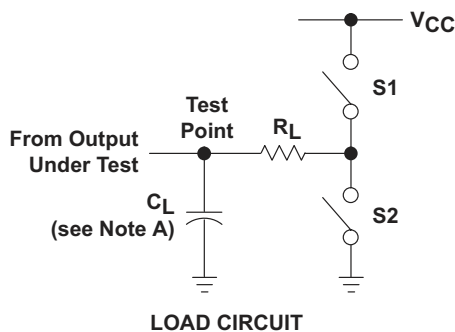 VCC
S1
Test
Point
RL
From Output
Under Test
CL
(see Note A)
S2
LOAD CIRCUIT